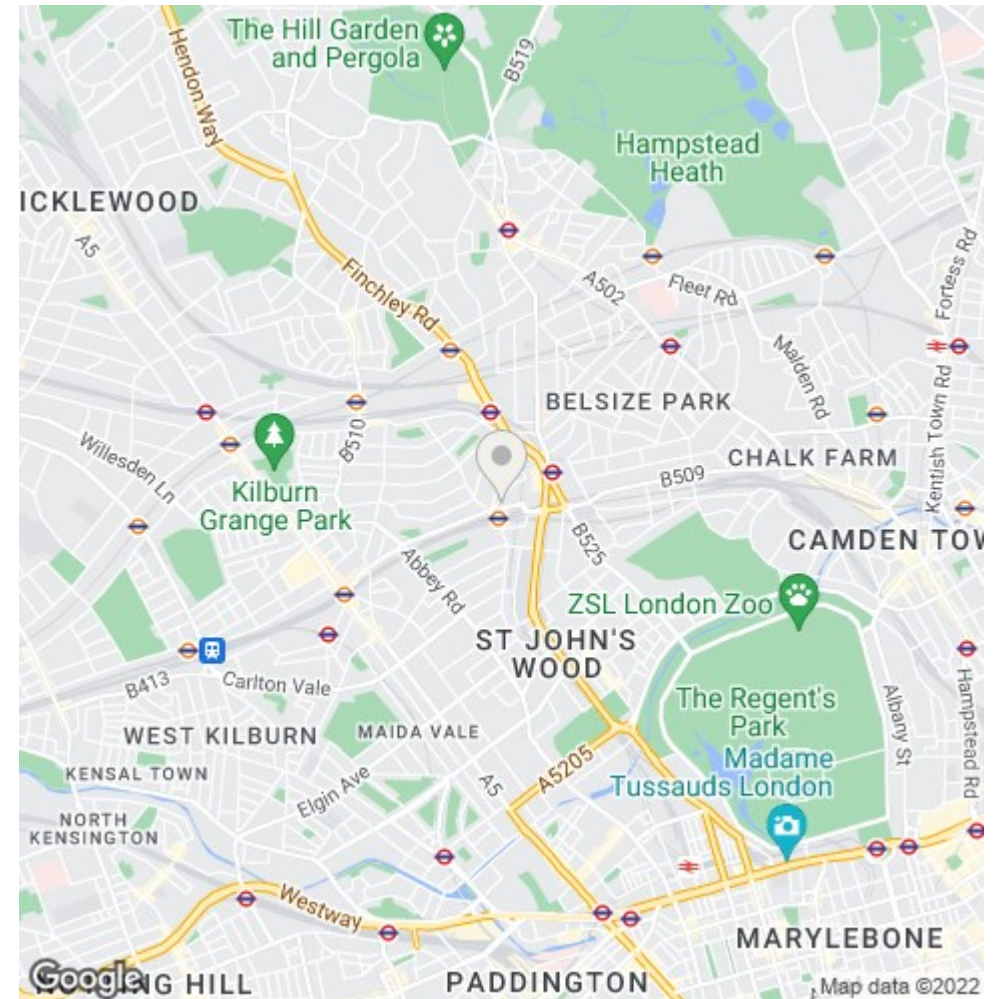 The Hill Garden
and Pergola
B519
Hendon Way
Hampstead
Heath
ICKLEWOOD
A5
Finchley Rd
A502
Fleet Rd
Fortess Rd
Malden Rd
BELSIZE PARK
B510
Willesden Ln
Kilburn
Grange Park
CHALK FARM
B509
Kentish Town Rd
CAMDEN TOW
Abbey Rd
B525
ZSL London Zoo
ST JOHN'S
WOOD
B413
Carlton Vale
The Regent's
Park
Albany St
Hampstead Rd
WEST KILBURN
MAIDA VALE
Madame
Tussauds London
KENSAL TOWN
Elgin Ave
A5
A5205
NORTH
KENSINGTON
Westway
MARYLEBONE
Google
NG HILL
PADDINGTON
Map data ©2022